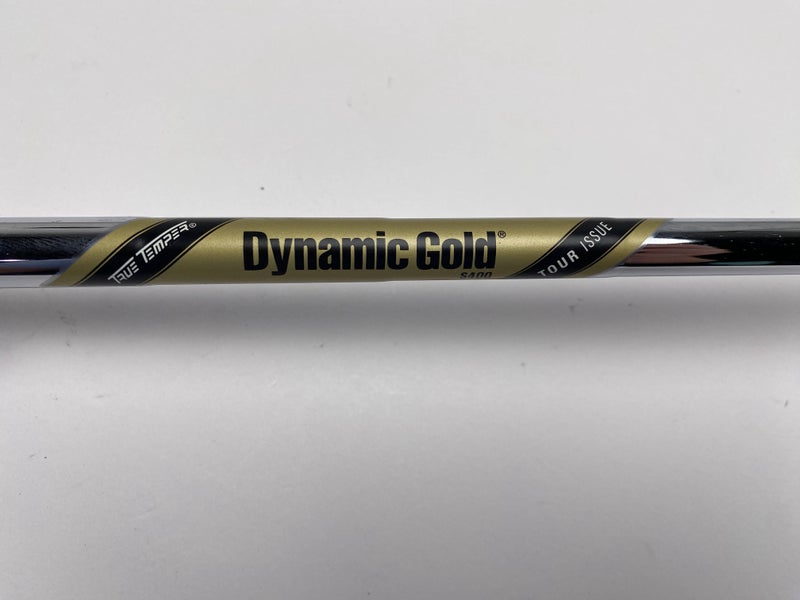 TRUE TEMPER®
Dynamic Gold®
S400
TOUR ISSUE